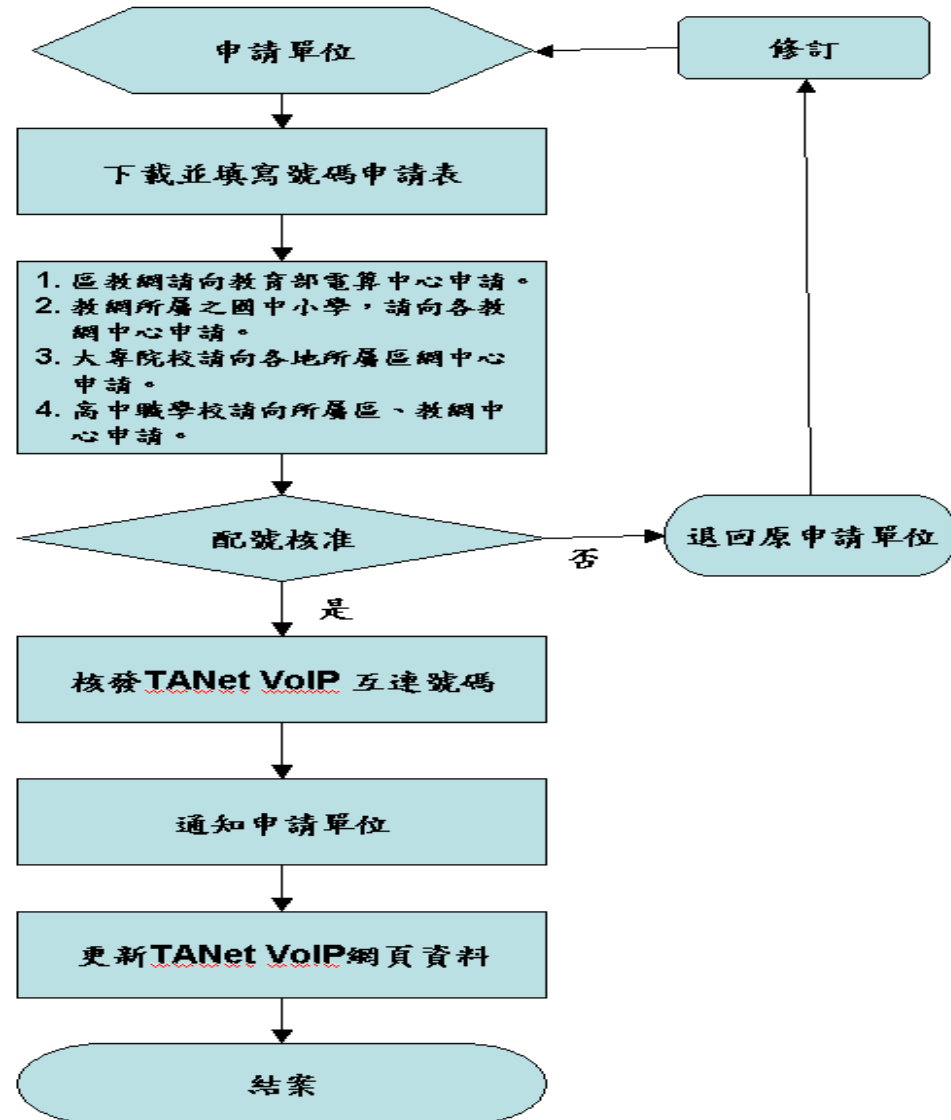 申請單位
修訂
下載並填寫號碼申請表
1. 區教網請向教育部電算中心申請。
2. 教網所屬之國中小學，請向各教
網中心申請。
3. 大專院校請向各地所屬區網中心
申請。
4. 高中職學校請向所屬區、教網中
心申請。
配號核准
否
退回原申請單位
是
核發TANet VoIP 互連號碼
通知申請單位
更新TANet VoIP網頁資料
結案